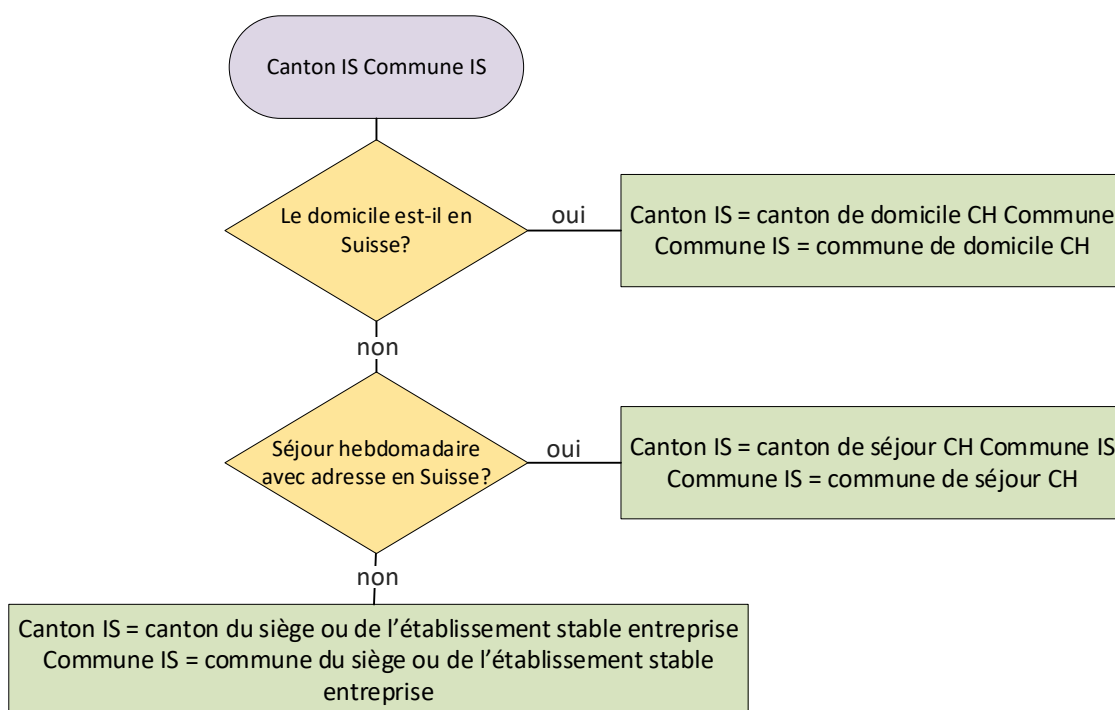 Canton IS Commune IS
Le domicile est-il en
Suisse?
oui
Canton IS = canton de domicile CH Commune
Commune IS = commune de domicile CH
non
Séjour hebdomadaire
avec adresse en Suisse?
oui
Canton IS = canton de séjour CH Commune IS
Commune IS = commune de séjour CH
non
Canton IS = canton du siège ou de l’établissement stable entreprise
Commune IS = commune du siège ou de l’établissement stable
entreprise